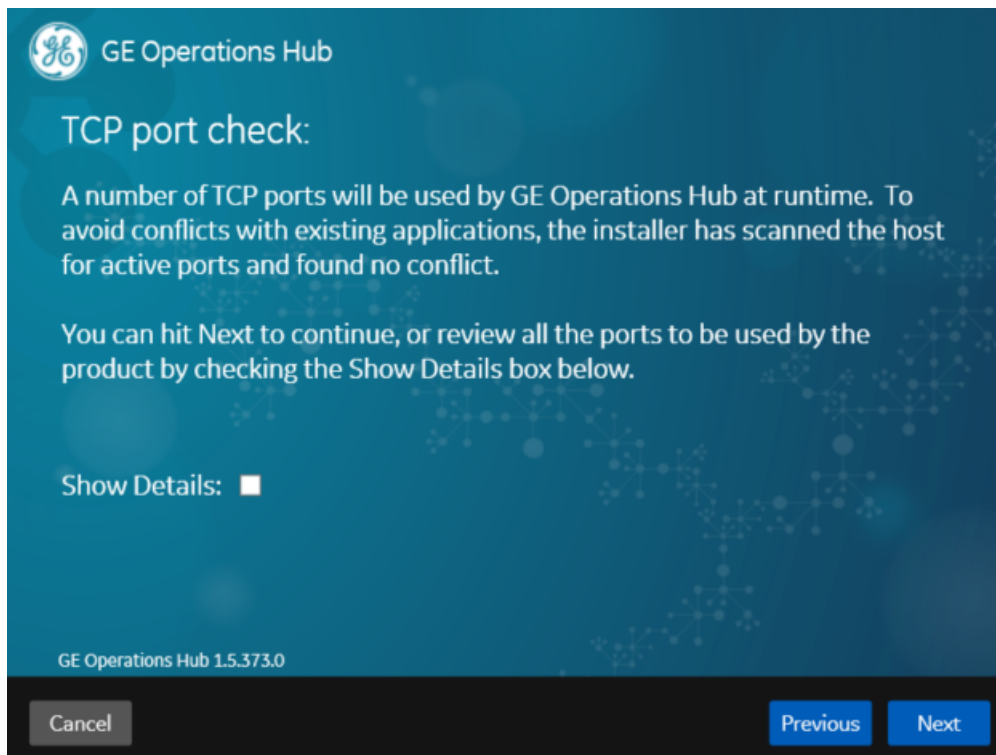 GE Operations Hub
TCP port check:
A number of TCP ports will be used by GE Operations Hub at runtime.  To
avoid conflicts with existing applications, the installer has scanned the host
for active ports and found no conflict.
You can hit Next to continue, or review all the ports to be used by the
product by checking the Show Details box below.
Show Details:
GE Operations Hub 1.5.373.0
Cancel
Previous
Next